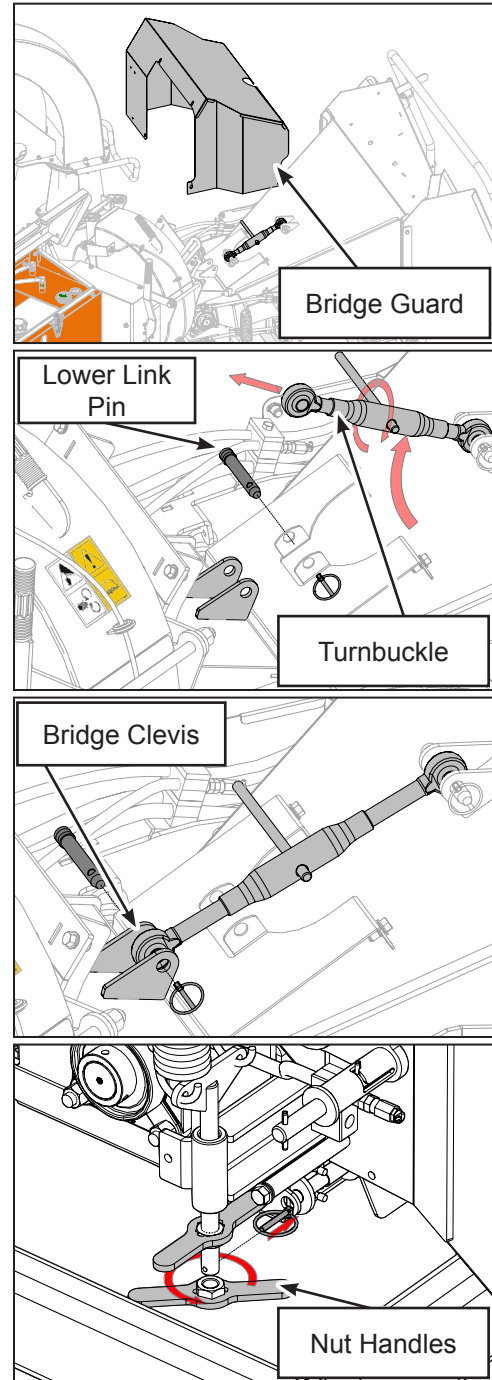 Bridge Guard
Lower Link
Pin
Turnbuckle
Bridge Clevis
Nut Handles